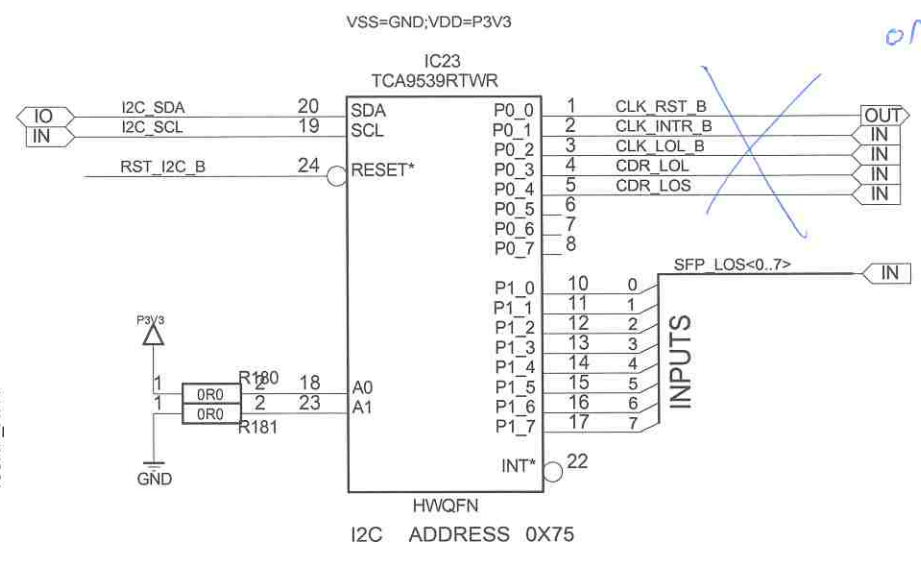 VSS=GND;VDD=P3V3
or
IC23
TCA9539RTWR
IO I2C_SDA 20 SDA P0_0 1 CLK_RST_B OUT
IN I2C_SCL 19 SCL P0_1 2 CLK_INTR_B IN
P0_2 3 CLK_LOL_B IN
RST_I2C_B 24 RESET* P0_3 4 CDR_LOL IN
P0_4 5 CDR_LOS IN
P0_5 6
P0_6 7
P0_7 8
SFP_LOS<0..7> IN
P1_0 10 0
P1_1 11 1
P1_2 12 2
P1_3 13 3
P1_4 14 4
P1_5 15 5
P1_6 16 6
P1_7 17 7
INPUTS
P3V3
R180
1 0R0 2 18 A0
1 0R0 2 23 A1
R181
GND
INT* 22
HWQFN
I2C ADDRESS 0X75